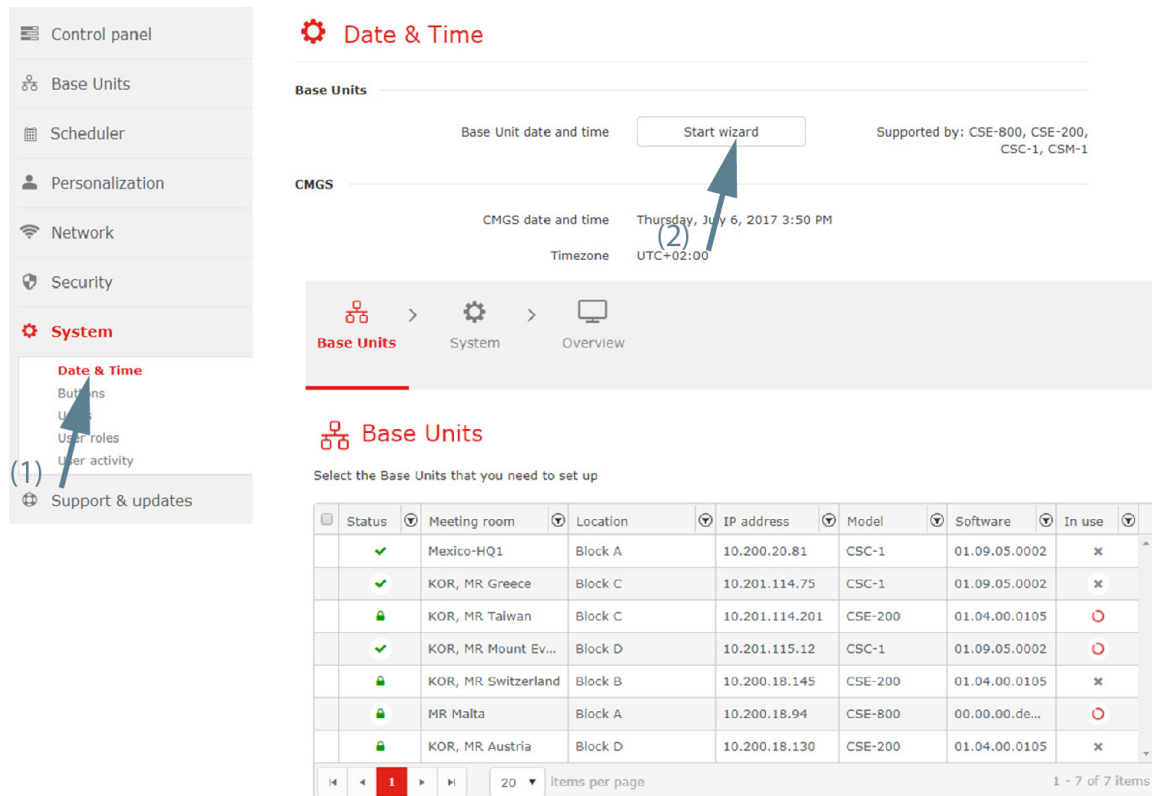 Control panel
Base Units
Scheduler
Personalization
Network
Security
System
Date & Time
Buttons
User roles
User activity
(1)
Support & updates
Date & Time
Base Units
Base Unit date and time
Start wizard
Supported by: CSE-800, CSE-200,
CSC-1, CSM-1
CMGS
CMGS date and time Thursday, July 6, 2017 3:50 PM
(2)
Timezone UTC+02:00
Base Units > System > Overview
Base Units
Select the Base Units that you need to set up
Status Meeting room Location IP address Model Software In use
Mexico-HQ1 Block A 10.200.20.81 CSC-1 01.09.05.0002
KOR, MR Greece Block C 10.201.114.75 CSC-1 01.09.05.0002
KOR, MR Taiwan Block C 10.201.114.201 CSE-200 01.04.00.0105
KOR, MR Mount Ev... Block D 10.201.115.12 CSC-1 01.09.05.0002
KOR, MR Switzerland Block B 10.200.18.145 CSE-200 01.04.00.0105
MR Malta Block A 10.200.18.94 CSE-800 00.00.00.de...
KOR, MR Austria Block D 10.200.18.130 CSE-200 01.04.00.0105
1 20 items per page 1 - 7 of 7 items